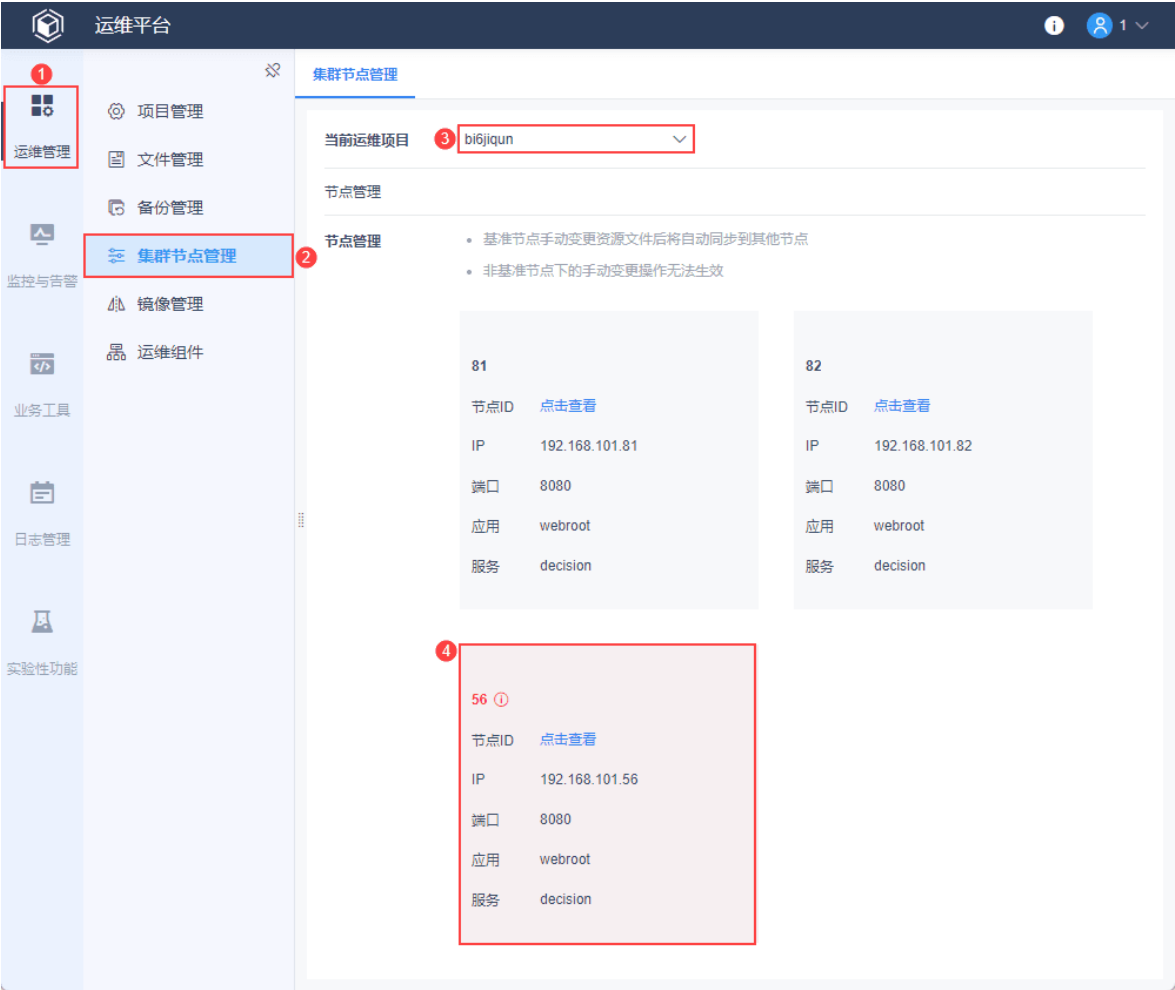 运维平台
1
1
运维管理
监控与告警
业务工具
日志管理
实验性功能
项目管理
文件管理
备份管理
集群节点管理
2
镜像管理
运维组件
集群节点管理
当前运维项目
3
bi6jiqun
节点管理
节点管理
• 基准节点手动变更资源文件后将自动同步到其他节点
• 非基准节点下的手动变更操作无法生效
81
节点ID 点击查看
IP 192.168.101.81
端口 8080
应用 webroot
服务 decision
82
节点ID 点击查看
IP 192.168.101.82
端口 8080
应用 webroot
服务 decision
4
56
节点ID 点击查看
IP 192.168.101.56
端口 8080
应用 webroot
服务 decision